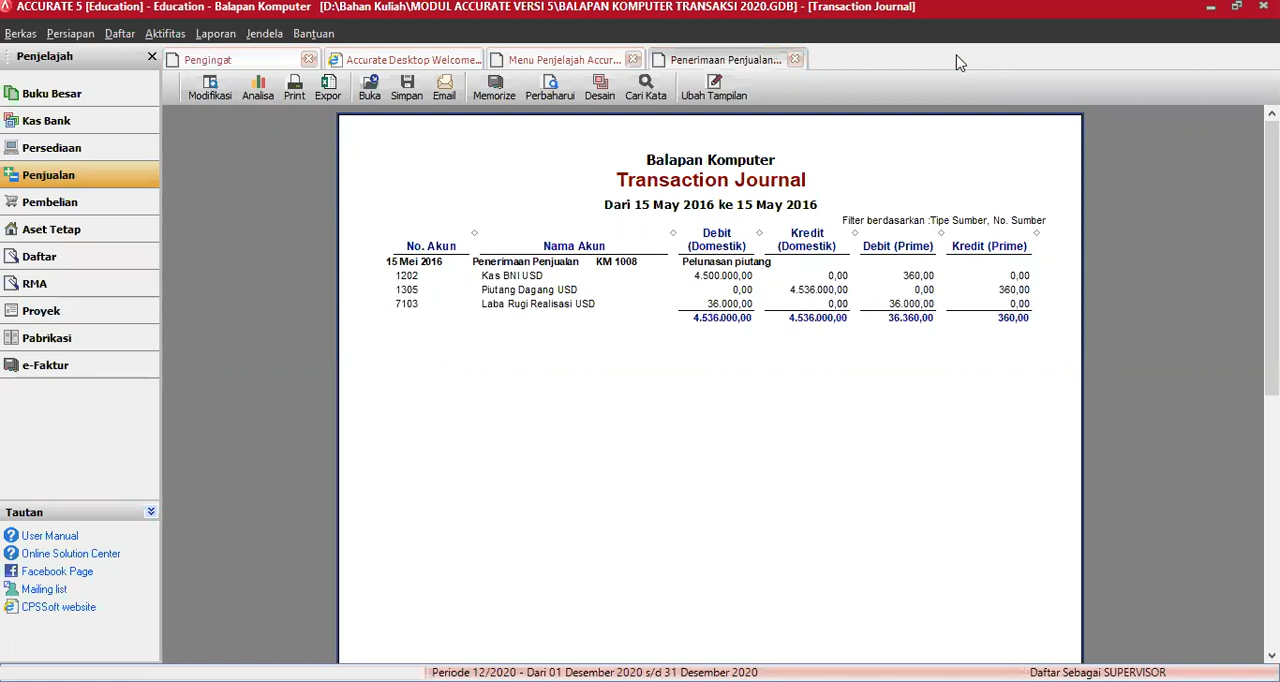 ACCURATE 5 [Education] - Education - Balapan Komputer [D:\Bahan Kuliah\MODUL ACCURATE VERSI 5\BALAPAN KOMPUTER TRANSAKSI 2020.GDB] - [Transaction Journal]
Berkas Persiapan Daftar Aktifitas Laporan Jendela Bantuan
Penjelajah
Pengingat Accurate Desktop Welcome... Menu Penjelajah Accur... Penerimaan Penjualan...
Modifikasi Analisa Print Expor Buka Simpan Email Memorize Perbaharui Desain Cari Kata Ubah Tampilan
Buku Besar
Kas Bank
Persediaan
Penjualan
Pembelian
Aset Tetap
Daftar
RMA
Proyek
Pabrikasi
e-Faktur
Tautan
User Manual
Online Solution Center
Facebook Page
Mailing list
CPSSoft website
Balapan Komputer
Transaction Journal
Dari 15 May 2016 ke 15 May 2016
Filter berdasarkan :Tipe Sumber, No. Sumber
No. Akun Nama Akun Debit (Domestik) Kredit (Domestik) Debit (Prime) Kredit (Prime)
15 Mei 2016 Penerimaan Penjualan KM 1008 Pelunasan piutang
1202 Kas BNI USD 4.500.000,00 0,00 360,00 0,00
1305 Piutang Dagang USD 0,00 4.536.000,00 0,00 360,00
7103 Laba Rugi Realisasi USD 36.000,00 0,00 36.000,00 0,00
4.536.000,00 4.536.000,00 36.360,00 360,00
Periode 12/2020 - Dari 01 Desember 2020 s/d 31 Desember 2020
Daftar Sebagai SUPERVISOR